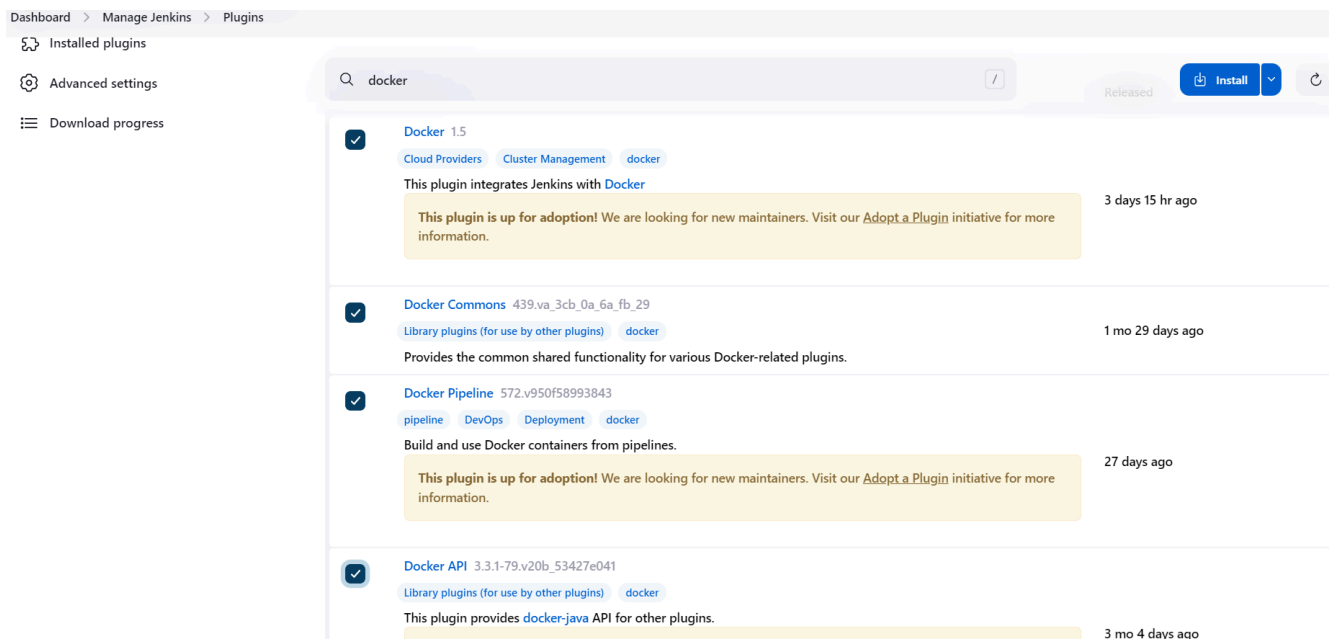 Dashboard > Manage Jenkins > Plugins
Installed plugins
Advanced settings
Download progress
docker
/
Released
Install
Docker 1.5
Cloud Providers Cluster Management docker
This plugin integrates Jenkins with Docker
This plugin is up for adoption! We are looking for new maintainers. Visit our Adopt a Plugin initiative for more
information.
3 days 15 hr ago
Docker Commons 439.va_3cb_0a_6a_fb_29
Library plugins (for use by other plugins) docker
Provides the common shared functionality for various Docker-related plugins.
1 mo 29 days ago
Docker Pipeline 572.v950f58993843
pipeline DevOps Deployment docker
Build and use Docker containers from pipelines.
This plugin is up for adoption! We are looking for new maintainers. Visit our Adopt a Plugin initiative for more
information.
27 days ago
Docker API 3.3.1-79.v20b_53427e041
Library plugins (for use by other plugins) docker
This plugin provides docker-java API for other plugins.
3 mo 4 days ago